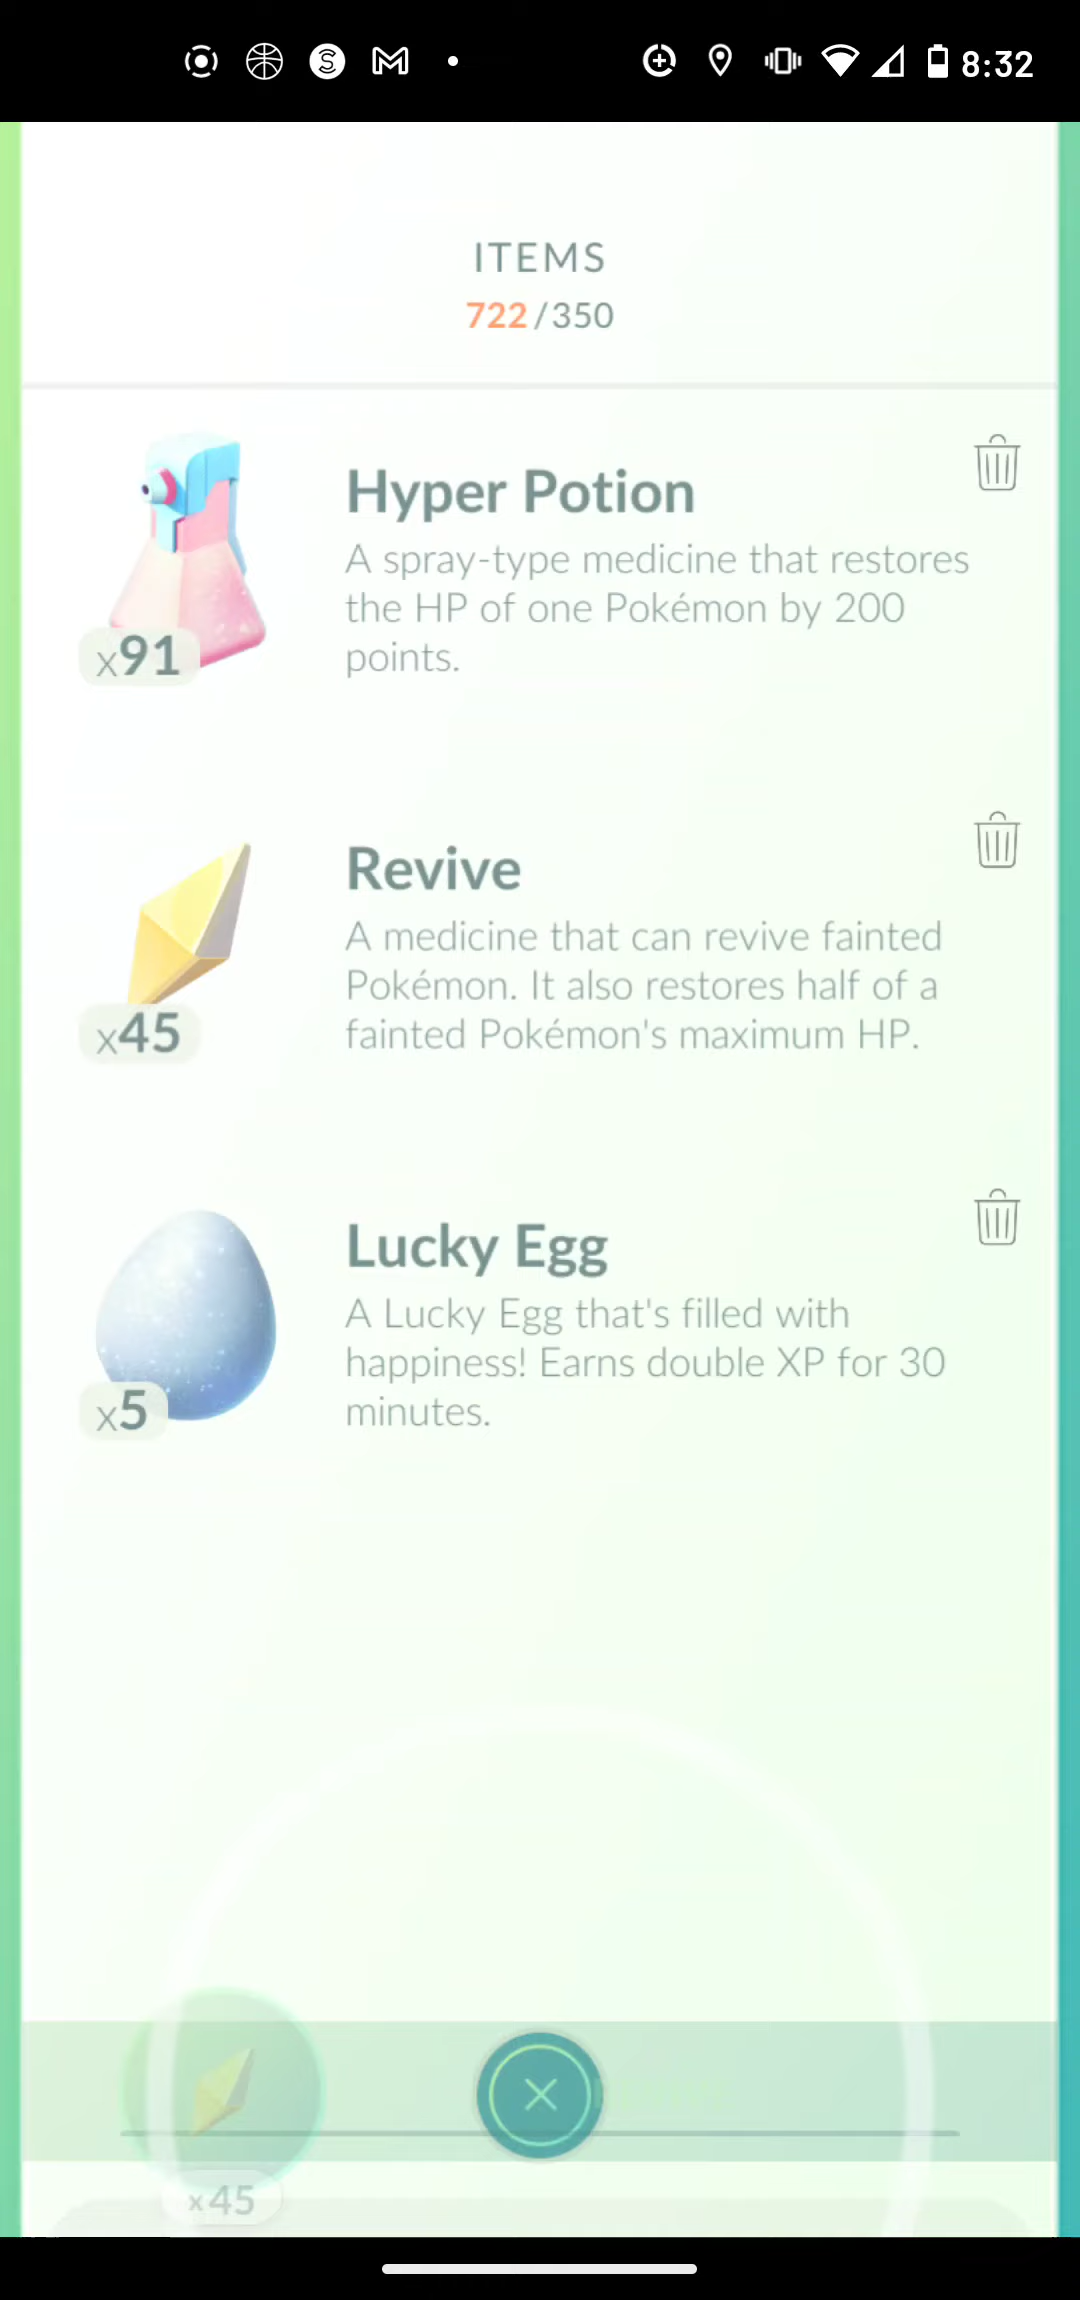 8:32
ITEMS
722/350
Hyper Potion
A spray-type medicine that restores
the HP of one Pokémon by 200
points.
x91
Revive
A medicine that can revive fainted
Pokémon. It also restores half of a
fainted Pokémon's maximum HP.
x45
Lucky Egg
A Lucky Egg that's filled with
happiness! Earns double XP for 30
minutes.
x5
x45